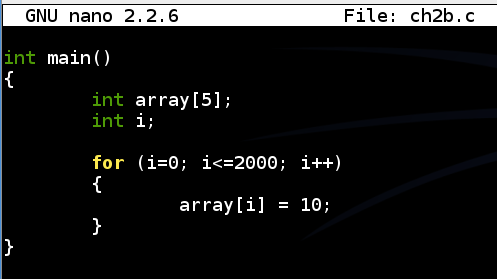 GNU nano 2.2.6 File: ch2b.c
int main()
{
        int array[5];
        int i;

        for (i=0; i<=2000; i++)
        {
                array[i] = 10;
        }
}